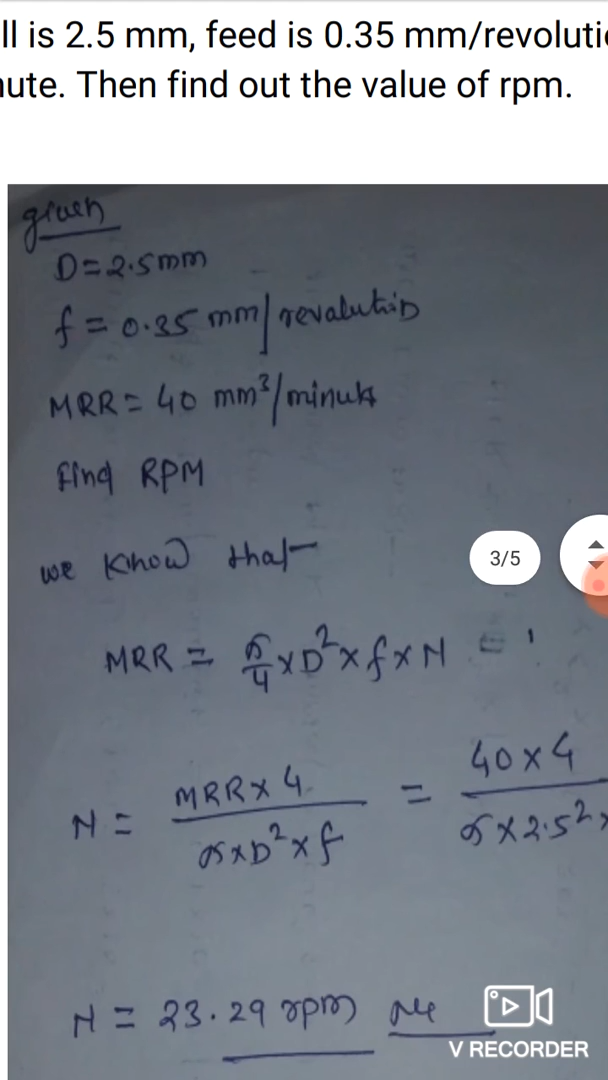 ll is 2.5 mm, feed is 0.35 mm/revoluti
ute. Then find out the value of rpm.
given
D = 2.5 mm
f = 0.35 mm/revalutin
MRR = 40 mm³/minute
find RPM
we know that
3/5
MRR = π/4 × D² × f × N =
N = MRR × 4 / π × D² × f = 40 × 4 / π × 2.5² ×
N = 23.29 rpm
V RECORDER